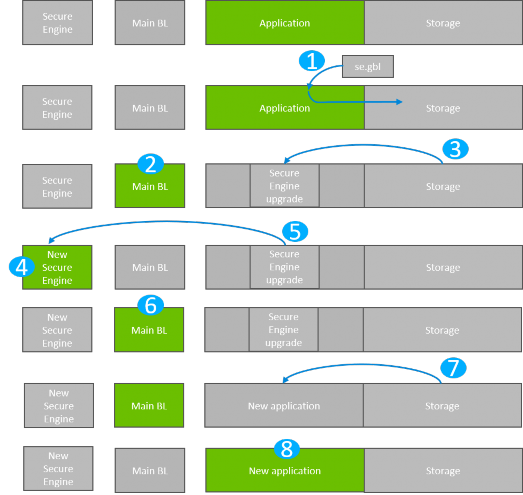 Secure
Engine
Main BL
Application
Storage
1
se.gbl
Secure
Engine
Main BL
Application
Storage
2
3
Secure
Engine
Main BL
Secure
Engine
upgrade
Storage
4
5
New
Secure
Engine
Main BL
Secure
Engine
upgrade
Storage
6
New
Secure
Engine
Main BL
Secure
Engine
upgrade
Storage
7
New
Secure
Engine
Main BL
New application
Storage
8
New
Secure
Engine
Main BL
New application
Storage